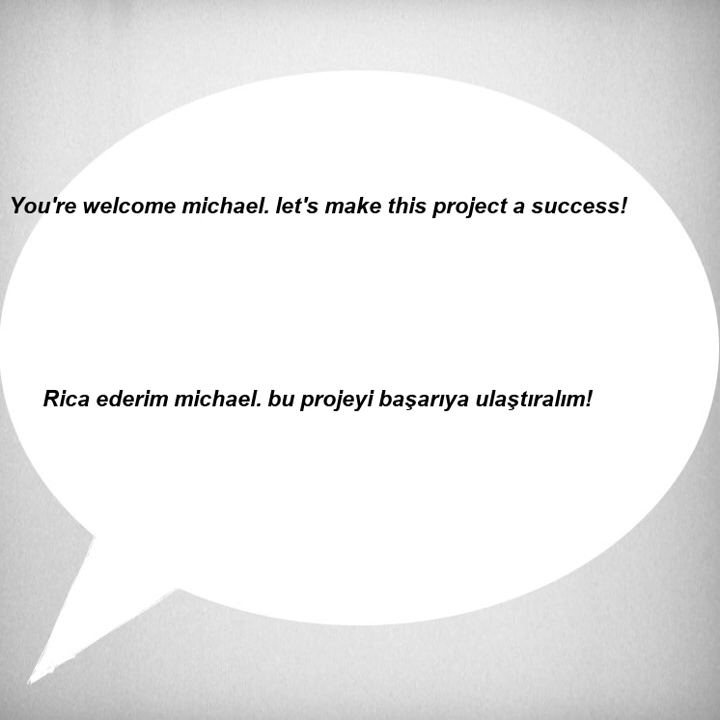 You're welcome michael. let's make this project a success!
Rica ederim michael. bu projeyi başarıya ulaştıralım!